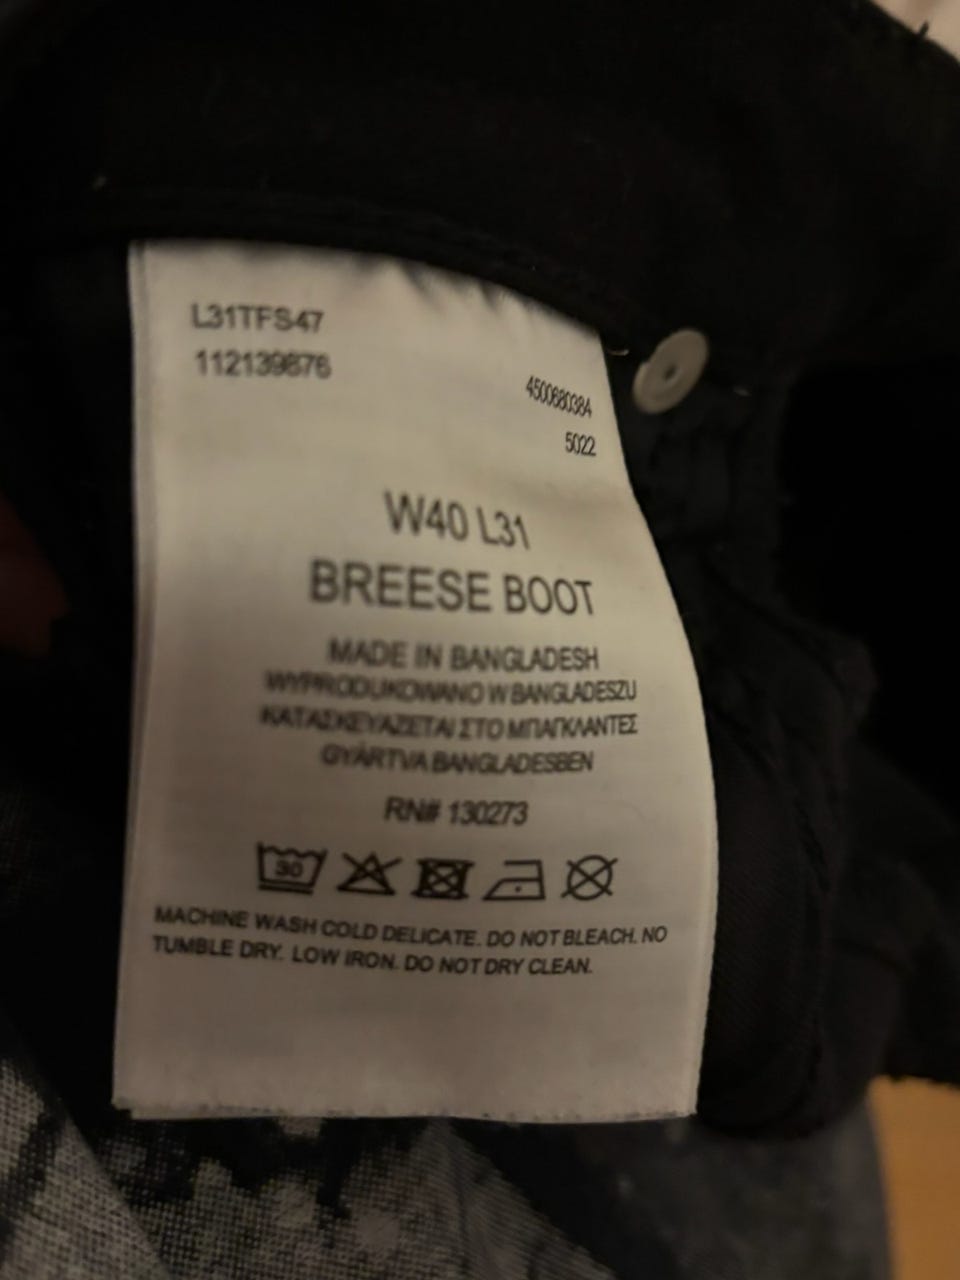 L31TFS47
112139876
4500680384
5022
W40 L31
BREESE BOOT
MADE IN BANGLADESH
WYPRODUKOWANO W BANGLADESZU
ΚΑΤΑΣΚΕΥΑΖΕΤΑΙ ΣΤΟ ΜΠΑΓΚΛΑΝΤΕΣ
GYÁRTVA BANGLADESBEN
RN# 130273
30
MACHINE WASH COLD DELICATE. DO NOT BLEACH. NO
TUMBLE DRY. LOW IRON. DO NOT DRY CLEAN.